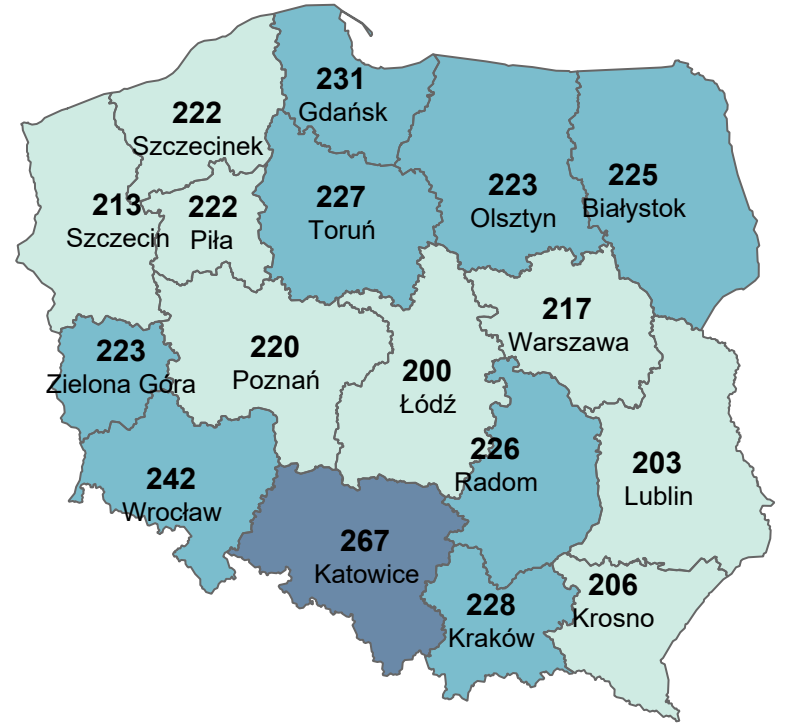 231
Gdańsk
222
Szczecinek
213
Szczecin
222
Piła
227
Toruń
223
Olsztyn
225
Białystok
223
Zielona Góra
220
Poznań
200
Łódź
217
Warszawa
242
Wrocław
226
Radom
203
Lublin
267
Katowice
228
Kraków
206
Krosno